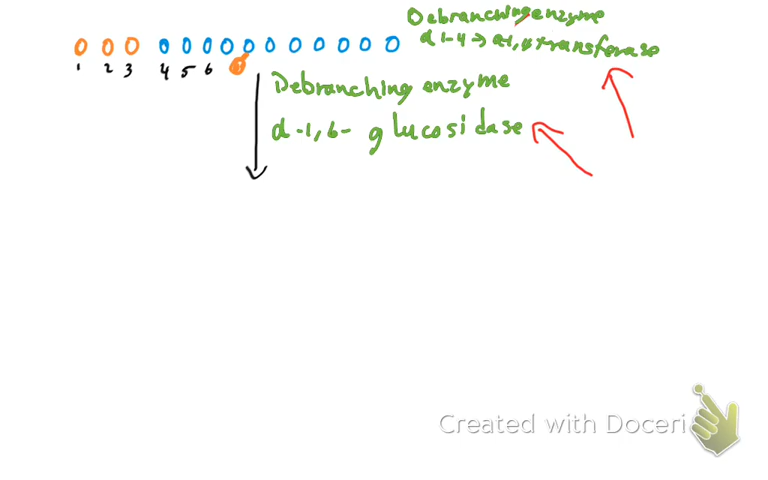 Debranching enzyme
α 1-4 → α-1,4 transferase
1 2 3 4 5 6
Debranching enzyme
α-1,6-glucosidase
Created with Doceri